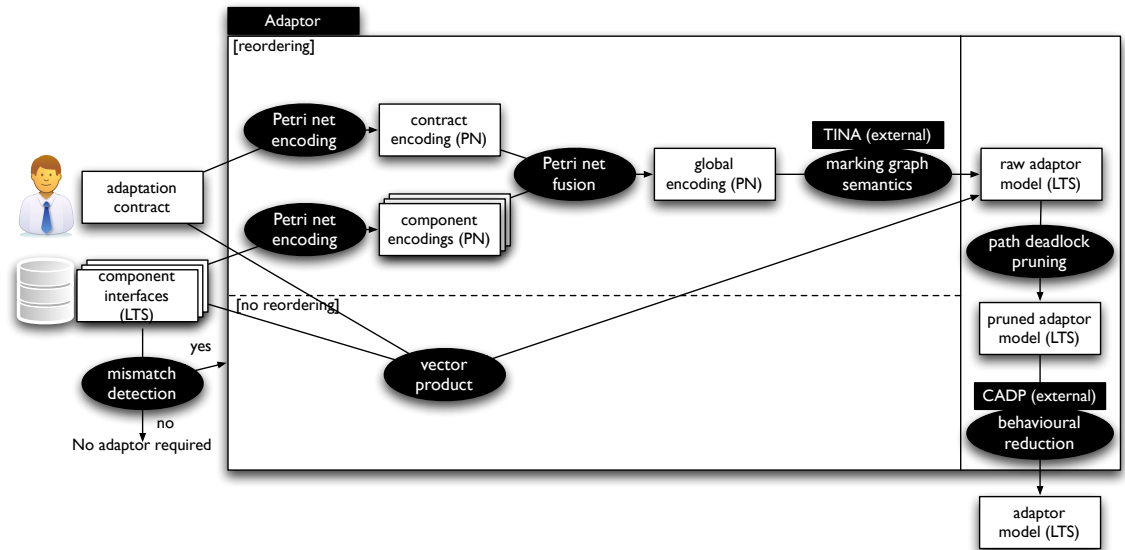 Adaptor
[reordering]
Petri net
encoding
contract
encoding (PN)
TINA (external)
marking graph
semantics
Petri net
fusion
global
encoding (PN)
raw adaptor
model (LTS)
adaptation
contract
Petri net
encoding
component
encodings (PN)
path deadlock
pruning
component
interfaces
(LTS)
[no reordering]
pruned adaptor
model (LTS)
yes
mismatch
detection
vector
product
no
No adaptor required
CADP (external)
behavioural
reduction
adaptor
model (LTS)